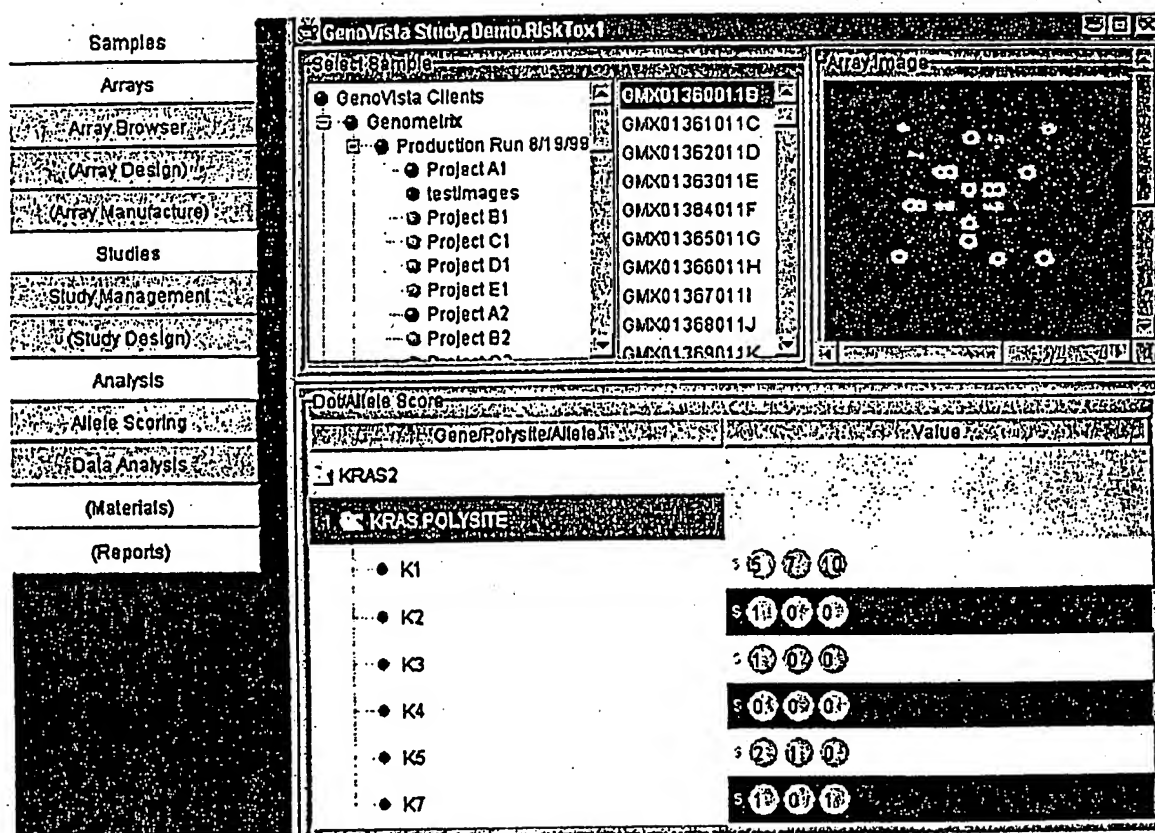 Samples
Arrays
Array Browser
(Array Design)
(Array Manufacture)
Studies
Study Management
(Study Design)
Analysis
Allele Scoring
Data Analysis
(Materials)
(Reports)
GenoVista Study: Demo.RiskTox1
Select Sample
GenoVista Clients
Genometrix
Production Run 8/19/99
Project A1
testimages
Project B1
Project C1
Project D1
Project E1
Project A2
Project B2
GMX01360011B
GMX01361011C
GMX01362011D
GMX01363011E
GMX01364011F
GMX01365011G
GMX01366011H
GMX01367011I
GMX01368011J
GMX01369011K
Array Image
Dot/Allele Score
Gene/Polysite/Allele
Value
KRAS2
KRAS.POLYSITE
K1
S 5 7 10
K2
S
K3
S
K4
S
K5
S
K7
S